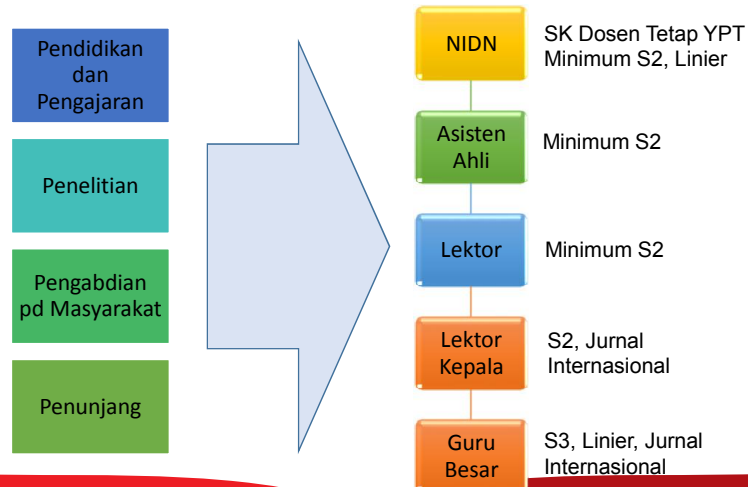 Pendidikan
dan
Pengajaran
Penelitian
Pengabdian
pd Masyarakat
Penunjang
NIDN
SK Dosen Tetap YPT
Minimum S2, Linier
Asisten
Ahli
Minimum S2
Lektor
Minimum S2
Lektor
Kepala
S2, Jurnal
Internasional
Guru
Besar
S3, Linier, Jurnal
Internasional